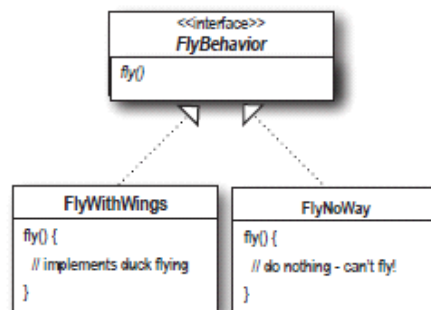 <<interface>>
FlyBehavior
fly()
FlyWithWings
fly() {
// implements duck flying
}
FlyNoWay
fly() {
// do nothing - can't fly!
}